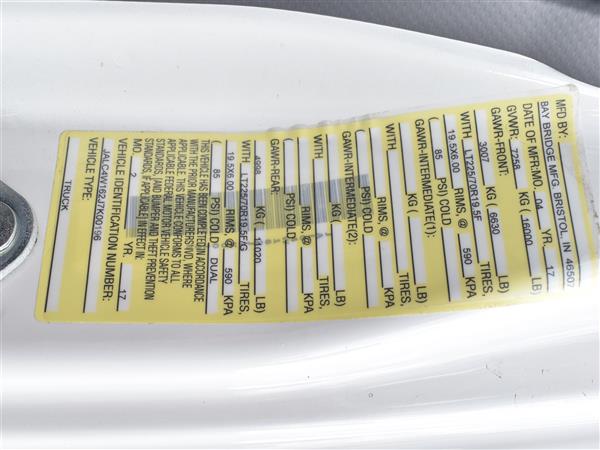 MFD BY:
BAY BRIDGE MFG. BRISTOL, IN 46507
DATE OF MFR: MO. 04 YR. 17
GVWR: 7258 KG ( 16000 LB)
GAWR-FRONT:
3007 KG ( 6630 LB)
WITH LT225/70R19.5F TIRES,
19.5X6.00 RIMS, @ 590 KPA
( 85 PSI) COLD
GAWR-INTERMEDIATE(1):
KG ( LB)
WITH TIRES,
RIMS, @ KPA
( PSI) COLD
GAWR-INTERMEDIATE(2):
KG ( LB)
WITH TIRES,
RIMS, @ KPA
( PSI) COLD
GAWR-REAR:
4998 KG ( 11020 LB)
WITH LT225/70R19.5F/G TIRES,
19.5X6.00 RIMS, @ 590 KPA
( 85 PSI) COLD DUAL
THIS VEHICLE HAS BEEN COMPLETED IN ACCORDANCE
WITH THE PRIOR MANUFACTURERS' IVD, WHERE
APPLICABLE. THIS VEHICLE CONFORMS TO ALL
APPLICABLE FEDERAL MOTOR VEHICLE SAFETY
STANDARDS, [AND BUMPER AND THEFT PREVENTION
STANDARDS, IF APPLICABLE] IN EFFECT IN:
MO. 2 YR. 17
VEHICLE IDENTIFICATION NUMBER:
JALC4W162J7K00196
VEHICLE TYPE:
TRUCK